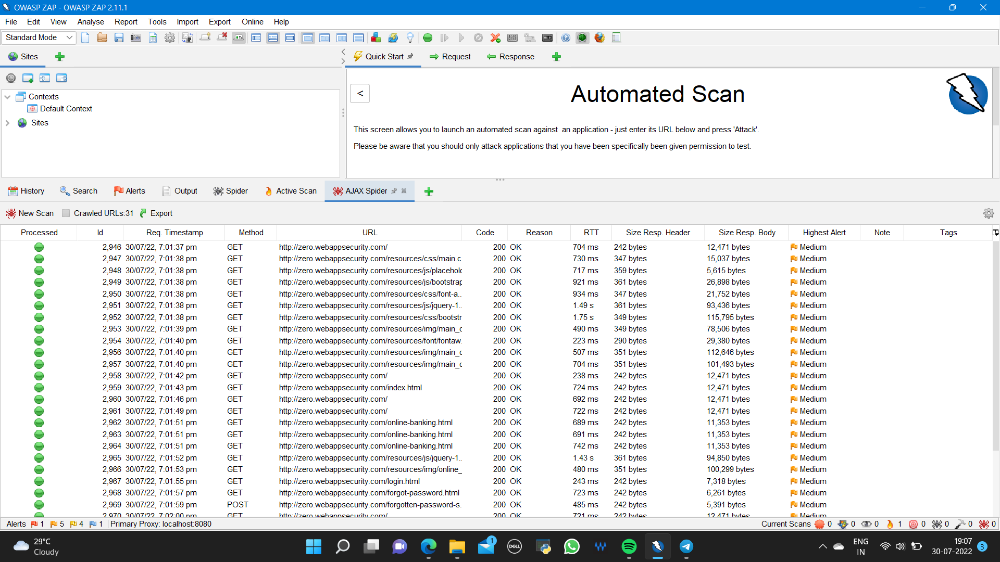 OWASP ZAP - OWASP ZAP 2.11.1
File Edit View Analyse Report Tools Import Export Online Help
Standard Mode
Sites
Quick Start Request Response
<
Automated Scan
Contexts
Default Context
Sites
This screen allows you to launch an automated scan against  an application - just enter its URL below and press 'Attack'.
Please be aware that you should only attack applications that you have been specifically been given permission to test.
History Search Alerts Output Spider Active Scan AJAX Spider
New Scan Crawled URLs:31 Export
Processed Id Req. Timestamp Method URL Code Reason RTT Size Resp. Header Size Resp. Body Highest Alert Note Tags
2,946 30/07/22, 7:01:37 pm GET http://zero.webappsecurity.com/ 200 OK 704 ms 242 bytes 12,471 bytes Medium
2,947 30/07/22, 7:01:38 pm GET http://zero.webappsecurity.com/resources/css/main.c 200 OK 730 ms 347 bytes 15,037 bytes Medium
2,948 30/07/22, 7:01:38 pm GET http://zero.webappsecurity.com/resources/js/placeholc 200 OK 717 ms 359 bytes 5,615 bytes Medium
2,949 30/07/22, 7:01:38 pm GET http://zero.webappsecurity.com/resources/js/bootstrap 200 OK 921 ms 361 bytes 26,898 bytes Medium
2,950 30/07/22, 7:01:38 pm GET http://zero.webappsecurity.com/resources/css/font-a... 200 OK 934 ms 347 bytes 21,752 bytes Medium
2,951 30/07/22, 7:01:38 pm GET http://zero.webappsecurity.com/resources/js/jquery-1... 200 OK 1.49 s 361 bytes 93,436 bytes Medium
2,952 30/07/22, 7:01:38 pm GET http://zero.webappsecurity.com/resources/css/bootstr 200 OK 1.75 s 349 bytes 115,795 bytes Medium
2,953 30/07/22, 7:01:39 pm GET http://zero.webappsecurity.com/resources/img/main_c 200 OK 490 ms 349 bytes 78,506 bytes Medium
2,954 30/07/22, 7:01:40 pm GET http://zero.webappsecurity.com/resources/font/fontaw. 200 OK 223 ms 290 bytes 29,380 bytes Medium
2,956 30/07/22, 7:01:40 pm GET http://zero.webappsecurity.com/resources/img/main_c 200 OK 507 ms 351 bytes 112,646 bytes Medium
2,957 30/07/22, 7:01:40 pm GET http://zero.webappsecurity.com/resources/img/main_c 200 OK 704 ms 351 bytes 101,493 bytes Medium
2,958 30/07/22, 7:01:42 pm GET http://zero.webappsecurity.com/ 200 OK 238 ms 242 bytes 12,471 bytes Medium
2,959 30/07/22, 7:01:43 pm GET http://zero.webappsecurity.com/index.html 200 OK 724 ms 242 bytes 12,471 bytes Medium
2,960 30/07/22, 7:01:46 pm GET http://zero.webappsecurity.com/ 200 OK 692 ms 242 bytes 12,471 bytes Medium
2,961 30/07/22, 7:01:49 pm GET http://zero.webappsecurity.com/ 200 OK 722 ms 242 bytes 12,471 bytes Medium
2,962 30/07/22, 7:01:51 pm GET http://zero.webappsecurity.com/online-banking.html 200 OK 689 ms 242 bytes 11,353 bytes Medium
2,963 30/07/22, 7:01:51 pm GET http://zero.webappsecurity.com/online-banking.html 200 OK 691 ms 242 bytes 11,353 bytes Medium
2,964 30/07/22, 7:01:51 pm GET http://zero.webappsecurity.com/online-banking.html 200 OK 742 ms 242 bytes 11,353 bytes Medium
2,965 30/07/22, 7:01:52 pm GET http://zero.webappsecurity.com/resources/js/jquery-1... 200 OK 1.43 s 361 bytes 94,850 bytes Medium
2,966 30/07/22, 7:01:53 pm GET http://zero.webappsecurity.com/resources/img/online_ 200 OK 480 ms 351 bytes 100,299 bytes Medium
2,967 30/07/22, 7:01:55 pm GET http://zero.webappsecurity.com/login.html 200 OK 243 ms 242 bytes 7,318 bytes Medium
2,968 30/07/22, 7:01:57 pm GET http://zero.webappsecurity.com/forgot-password.html 200 OK 723 ms 242 bytes 6,261 bytes Medium
2,969 30/07/22, 7:01:59 pm POST http://zero.webappsecurity.com/forgotten-password-s... 200 OK 485 ms 242 bytes 5,391 bytes Medium
2,970 30/07/22, 7:02:00 pm GET http://zero.webappsecurity.com/ 200 OK 721 ms 242 bytes 12,471 bytes Medium
Alerts 1 5 4 1 Primary Proxy: localhost:8080 Current Scans 0 0 0 1 0 0 0 0
29°C
Cloudy
1
DELL
ENG
IN
19:07
30-07-2022
3